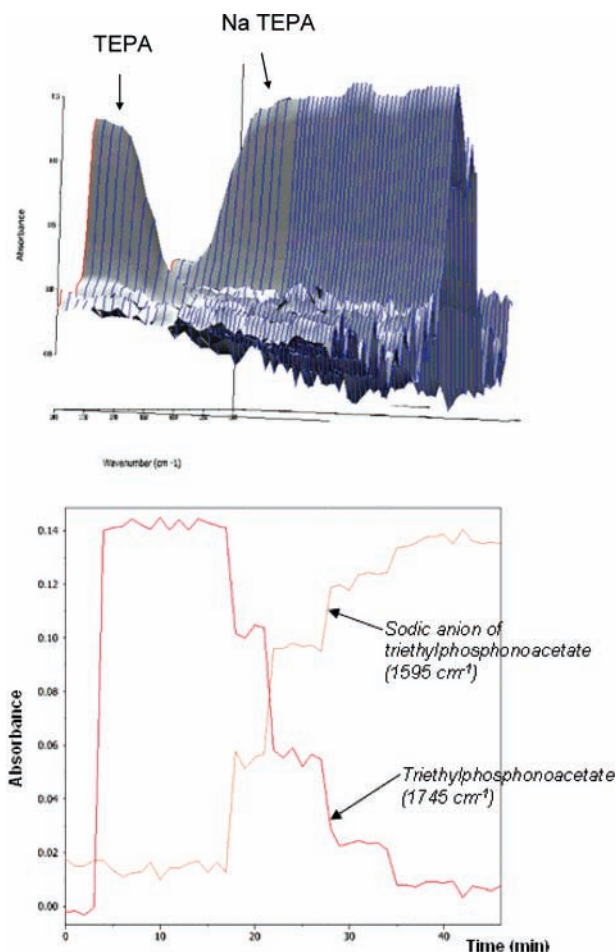 TEPA
Na TEPA
Absorbance
Wavenumber (cm -1)
0.14
0.12
0.10
0.08
0.06
0.04
0.02
0.00
Absorbance
Sodic anion of
triethylphosphonoacetate
(1595 cm⁻¹)
Triethylphosphonoacetate
(1745 cm⁻¹)
0
10
20
30
40
Time (min)